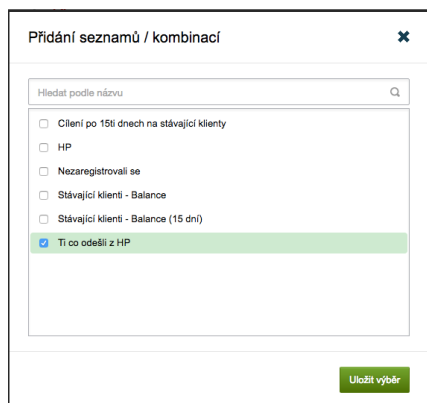 Přidání seznamů / kombinací
Hledat podle názvu
Cílení po 15ti dnech na stávající klienty
HP
Nezaregistrovali se
Stávající klienti - Balance
Stávající klienti - Balance (15 dní)
Ti co odešli z HP
Uložit výběr